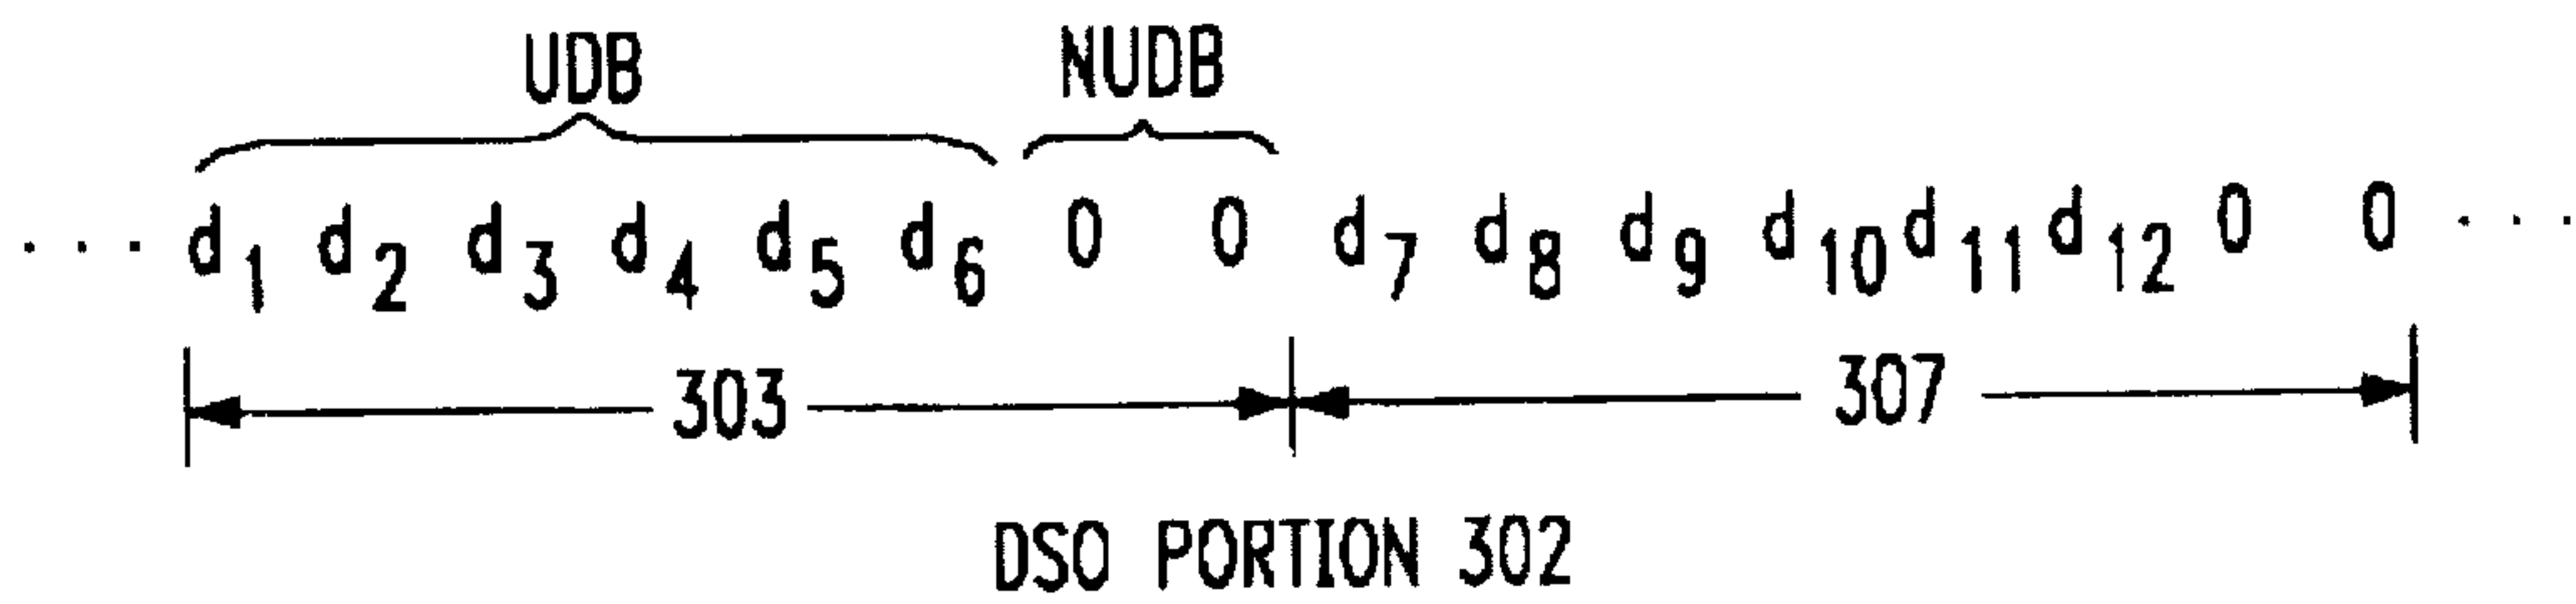 UDB NUDB
. . . d1 d2 d3 d4 d5 d6 0 0 d7 d8 d9 d10 d11 d12 0 0 . . .
303 307
DSO PORTION 302